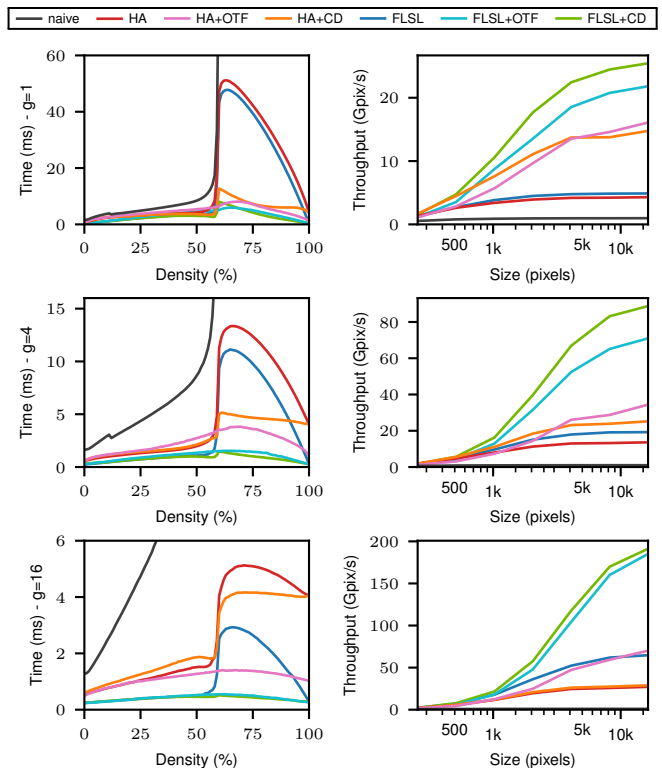 naive HA HA+OTF HA+CD FLSL FLSL+OTF FLSL+CD
Time (ms) - g=1
60
40
20
0
0 25 50 75 100
Density (%)
Throughput (Gpix/s)
20
10
0
500 1k 5k 10k
Size (pixels)
Time (ms) - g=4
15
10
5
0
0 25 50 75 100
Density (%)
Throughput (Gpix/s)
80
60
40
20
0
500 1k 5k 10k
Size (pixels)
Time (ms) - g=16
6
4
2
0
0 25 50 75 100
Density (%)
Throughput (Gpix/s)
200
150
100
50
0
500 1k 5k 10k
Size (pixels)